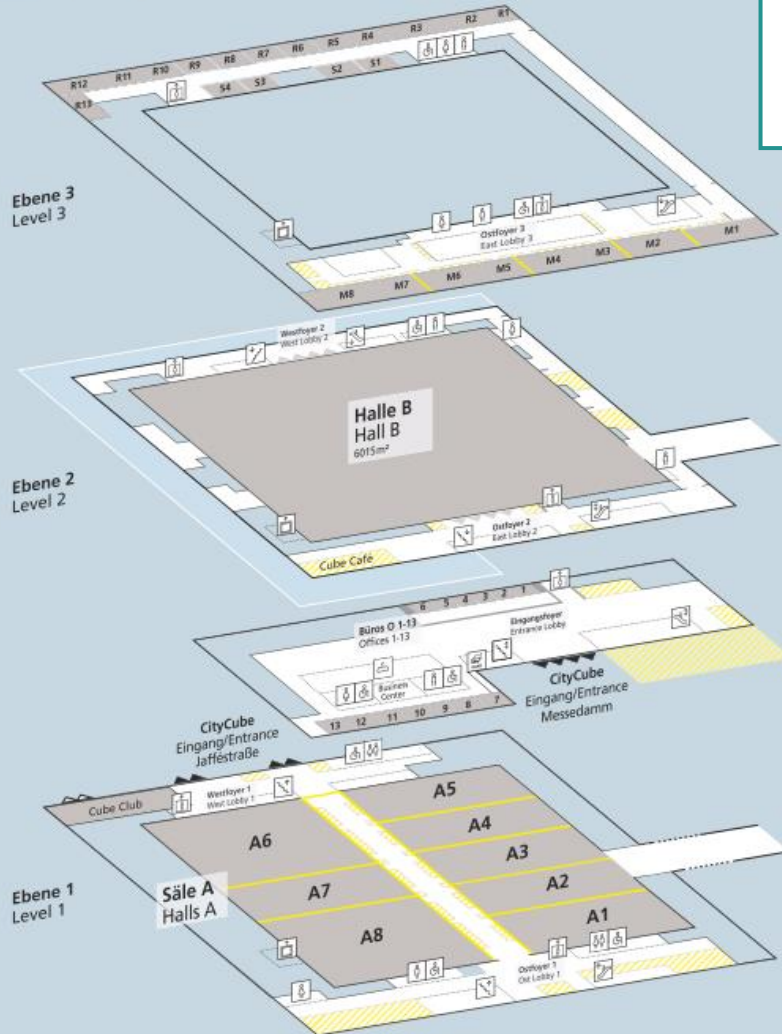 R12 R11 R10 R9 R8 R7 R6 R5 R4 R3 R2 R1
R13 S4 S3 S2 S1
Ebene 3
Level 3
Ostfoyer 3
East Lobby 3
M8 M7 M6 M5 M4 M3 M2 M1
Westfoyer 2
West Lobby 2
Halle B
Hall B
6015m²
Ebene 2
Level 2
Ostfoyer 2
East Lobby 2
Cube Café
6 5 4 3 2 1
Büros O 1-13
Offices 1-13
Eingangsfoyer
Entrance Lobby
Business
Center
13 12 11 10 9 8 7
CityCube
Eingang/Entrance
Messedamm
CityCube
Eingang/Entrance
Jafféstraße
Westfoyer 1
West Lobby 1
Cube Club
A5
A4
A6
A3
A2
A7
A1
A8
Säle A
Halls A
Ebene 1
Level 1
Ostfoyer 1
Ost Lobby 1